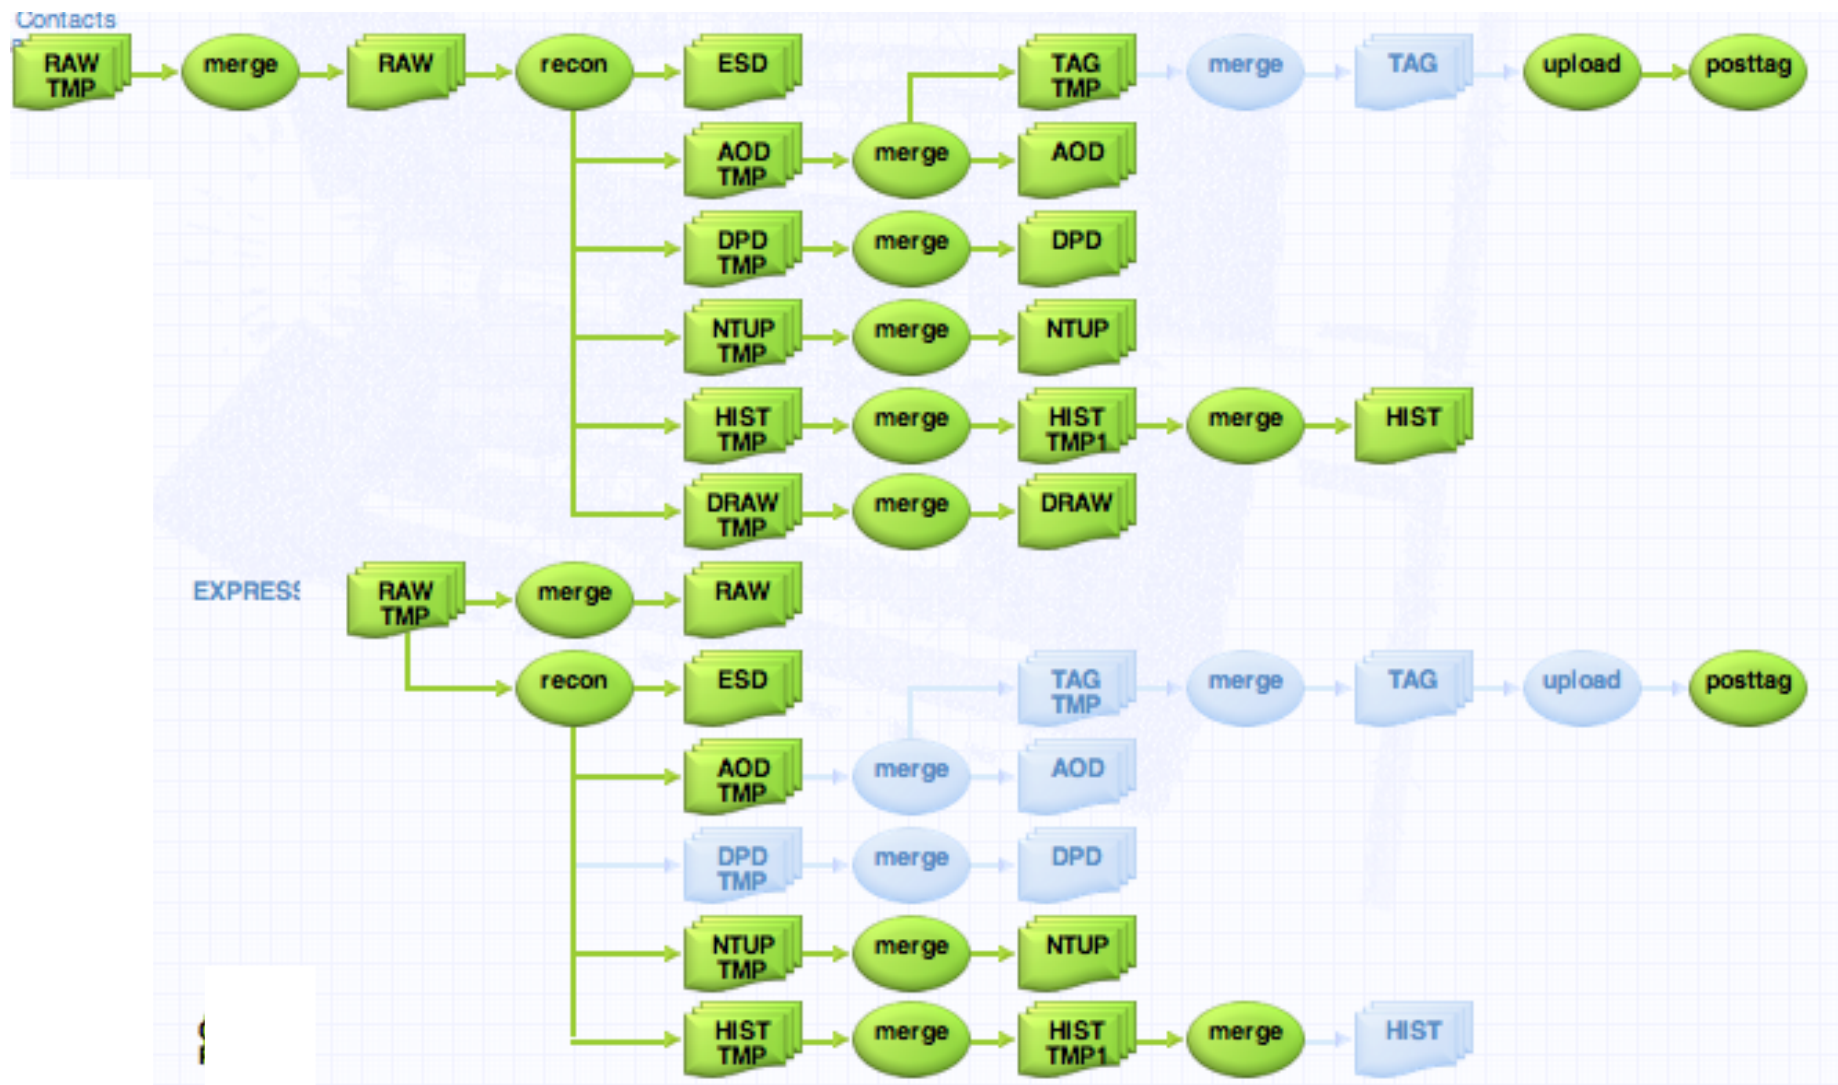 Contacts
RAW
TMP
merge
RAW
recon
ESD
TAG
TMP
merge
TAG
upload
posttag
AOD
TMP
merge
AOD
DPD
TMP
merge
DPD
NTUP
TMP
merge
NTUP
HIST
TMP
merge
HIST
TMP1
merge
HIST
DRAW
TMP
merge
DRAW
EXPRESS
RAW
TMP
merge
RAW
recon
ESD
TAG
TMP
merge
TAG
upload
posttag
AOD
TMP
merge
AOD
DPD
TMP
merge
DPD
NTUP
TMP
merge
NTUP
HIST
TMP
merge
HIST
TMP1
merge
HIST